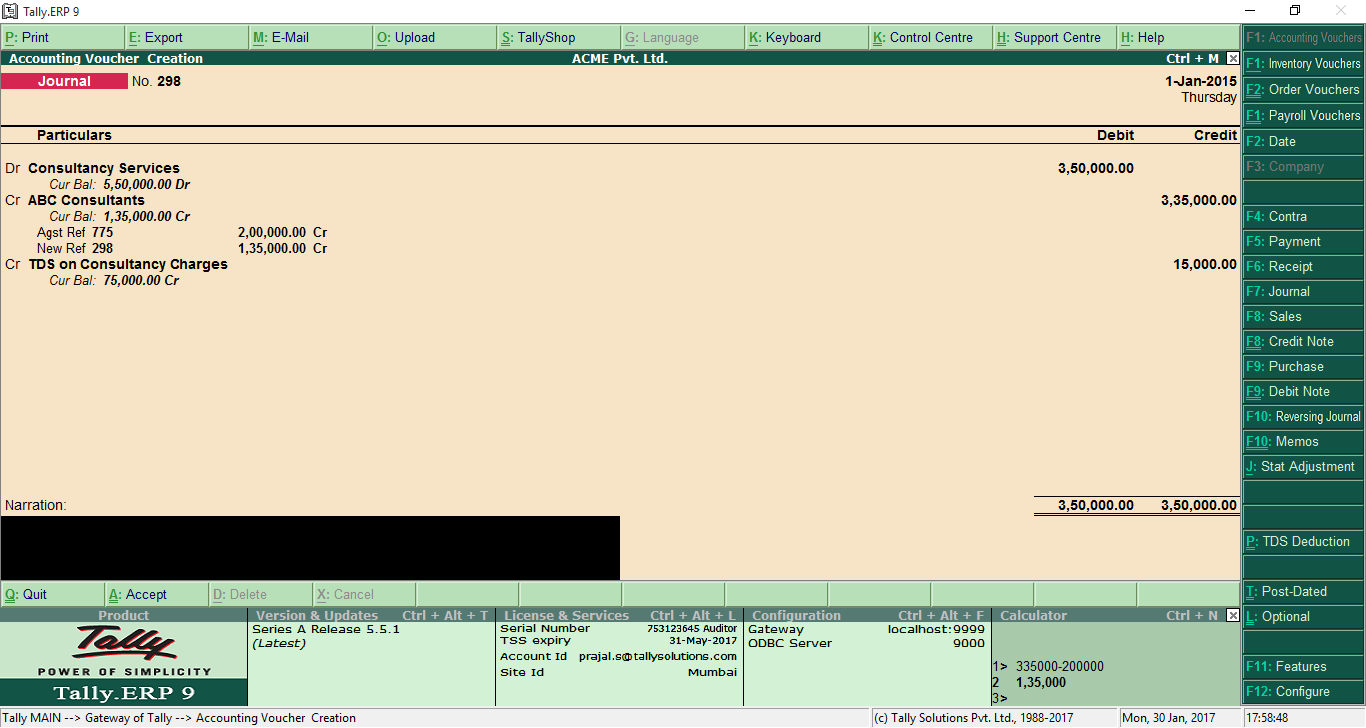 Tally.ERP 9
P: Print E: Export M: E-Mail O: Upload S: TallyShop G: Language K: Keyboard K: Control Centre H: Support Centre H: Help
Accounting Voucher Creation ACME Pvt. Ltd. Ctrl + M
Journal No. 298 1-Jan-2015
Thursday
Particulars Debit Credit
Dr Consultancy Services 3,50,000.00
Cur Bal: 5,50,000.00 Dr
Cr ABC Consultants 3,35,000.00
Cur Bal: 1,35,000.00 Cr
Agst Ref 775 2,00,000.00 Cr
New Ref 298 1,35,000.00 Cr
Cr TDS on Consultancy Charges 15,000.00
Cur Bal: 75,000.00 Cr
Narration: 3,50,000.00 3,50,000.00
F1: Accounting Vouchers
F1: Inventory Vouchers
F2: Order Vouchers
F1: Payroll Vouchers
F2: Date
F3: Company
F4: Contra
F5: Payment
F6: Receipt
F7: Journal
F8: Sales
F8: Credit Note
F9: Purchase
F9: Debit Note
F10: Reversing Journal
F10: Memos
J: Stat Adjustment
P: TDS Deduction
T: Post-Dated
L: Optional
F11: Features
F12: Configure
Q: Quit A: Accept D: Delete X: Cancel
Product
Tally
POWER OF SIMPLICITY
Tally.ERP 9
Version & Updates Ctrl + Alt + T
Series A Release 5.5.1
(Latest)
License & Services Ctrl + Alt + L
Serial Number 753123645 Auditor
TSS expiry 31-May-2017
Account Id prajal.s@tallysolutions.com
Site Id Mumbai
Configuration Ctrl + Alt + F
Gateway localhost:9999
ODBC Server 9000
Calculator Ctrl + N
1> 335000-200000
2 1,35,000
3>
Tally MAIN --> Gateway of Tally --> Accounting Voucher Creation (c) Tally Solutions Pvt. Ltd., 1988-2017 Mon, 30 Jan, 2017 17:58:48